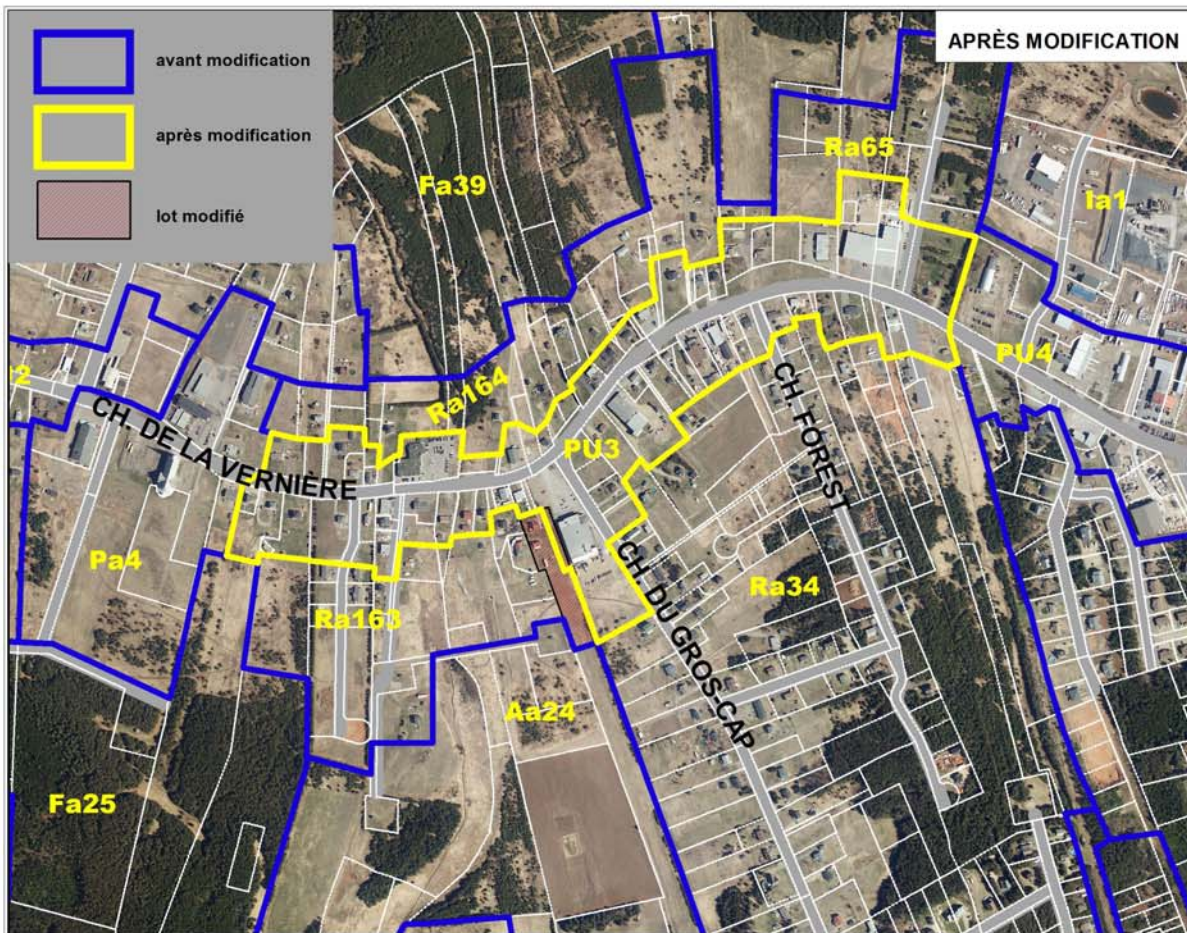 avant modification
après modification
lot modifié
APRÈS MODIFICATION
Fa39
Ra65
Ia1
PU4
Ra164
CH. DE LA VERNIÈRE
PU3
CH. FOREST
Pa4
Ra163
CH. DU GROS-CAP
Ra34
Aa24
Fa25